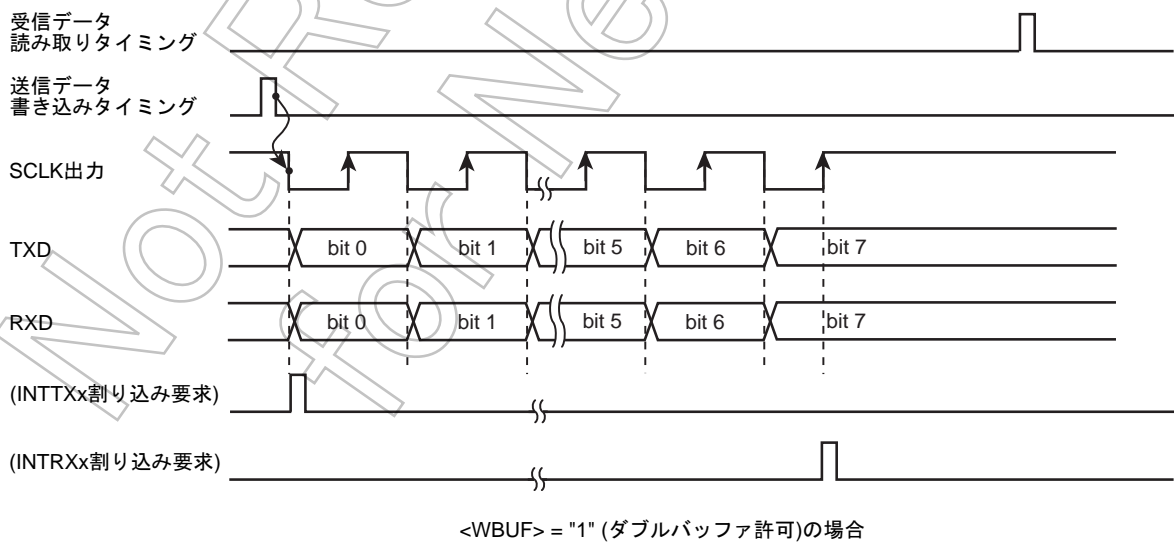 受信データ
読み取りタイミング
送信データ
書き込みタイミング
SCLK出力
TXD
bit 0
bit 1
bit 5
bit 6
bit 7
RXD
bit 0
bit 1
bit 5
bit 6
bit 7
(INTTXx割り込み要求)
(INTRXx割り込み要求)
<WBUF> = "1" (ダブルバッファ許可)の場合
Not R
for Ne